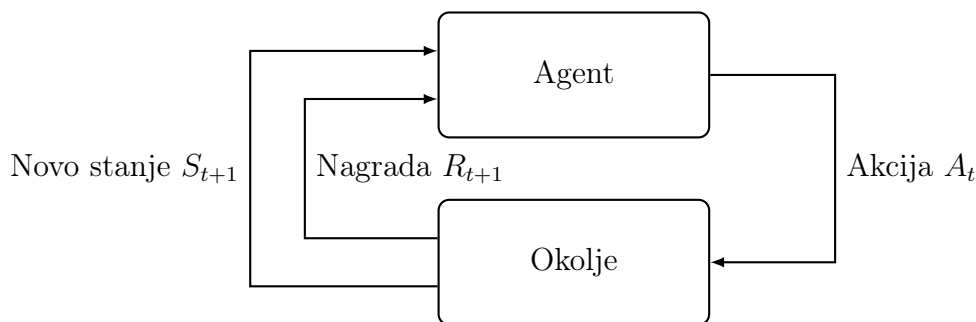 Agent
Novo stanje S_{t+1}
Nagrada R_{t+1}
Akcija A_t
Okolje